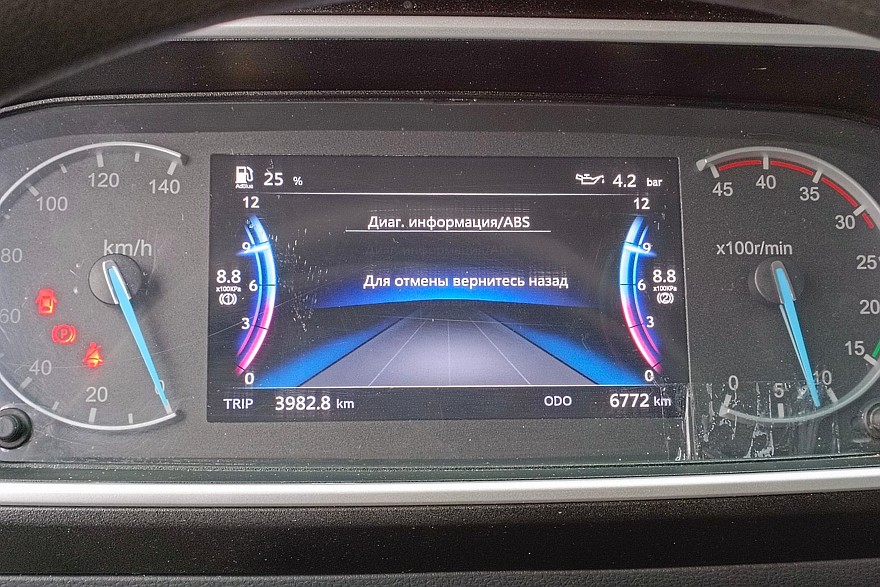 AdBlue 25 %
4.2 bar
12
12
Диаг. информация/ABS
9
9
Для отмены вернитесь назад
8.8
x100KPa
(1)
8.8
x100KPa
(2)
6
6
3
3
0
0
TRIP 3982.8 km
ODO 6772 km
km/h
140
120
100
80
60
40
20
0
P
x100r/min
45
40
35
30
25
20
15
10
5
0